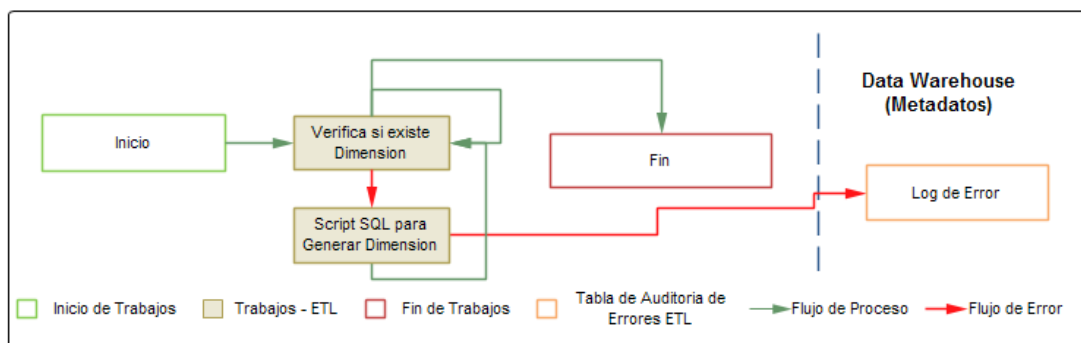 Data Warehouse
(Metadatos)
Inicio
Verifica si existe
Dimension
Fin
Log de Error
Script SQL para
Generar Dimension
Inicio de Trabajos
Trabajos - ETL
Fin de Trabajos
Tabla de Auditoria de
Errores ETL
Flujo de Proceso
Flujo de Error